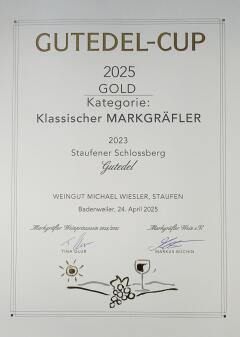 GUTEDEL-CUP
2025
GOLD
Kategorie:
Klassischer MARKGRÄFLER
2023
Staufener Schlossberg
Gutedel
WEINGUT MICHAEL WIESLER, STAUFEN
Badenweiler, 24. April 2025
Markgräfler Weinprinzessin
Markgräfler Wein e.V.
TINA
MARKUS BÜCHIN